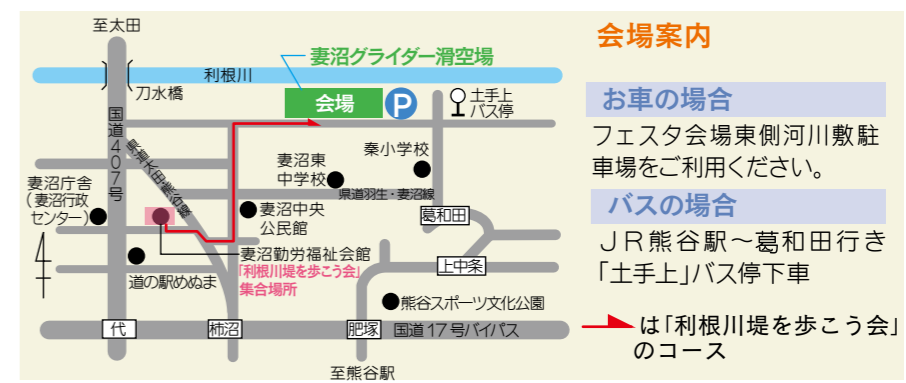 至太田
妻沼グライダー滑空場
利根川
刀水橋
会場
P
土手上
バス停
国道407号
県道太田・熊谷線
秦小学校
妻沼東
中学校
県道羽生・妻沼線
妻沼庁舎
(妻沼行政
センター)
妻沼中央
公民館
葛和田
妻沼勤労福祉会館
「利根川堤を歩こう会」
集合場所
上中条
道の駅めぬま
熊谷スポーツ文化公園
代
柿沼
肥塚
国道17号バイパス
至熊谷駅
会場案内
お車の場合
フェスタ会場東側河川敷駐
車場をご利用ください。
バスの場合
JR熊谷駅～葛和田行き
「土手上」バス停下車
は「利根川堤を歩こう会」
のコース